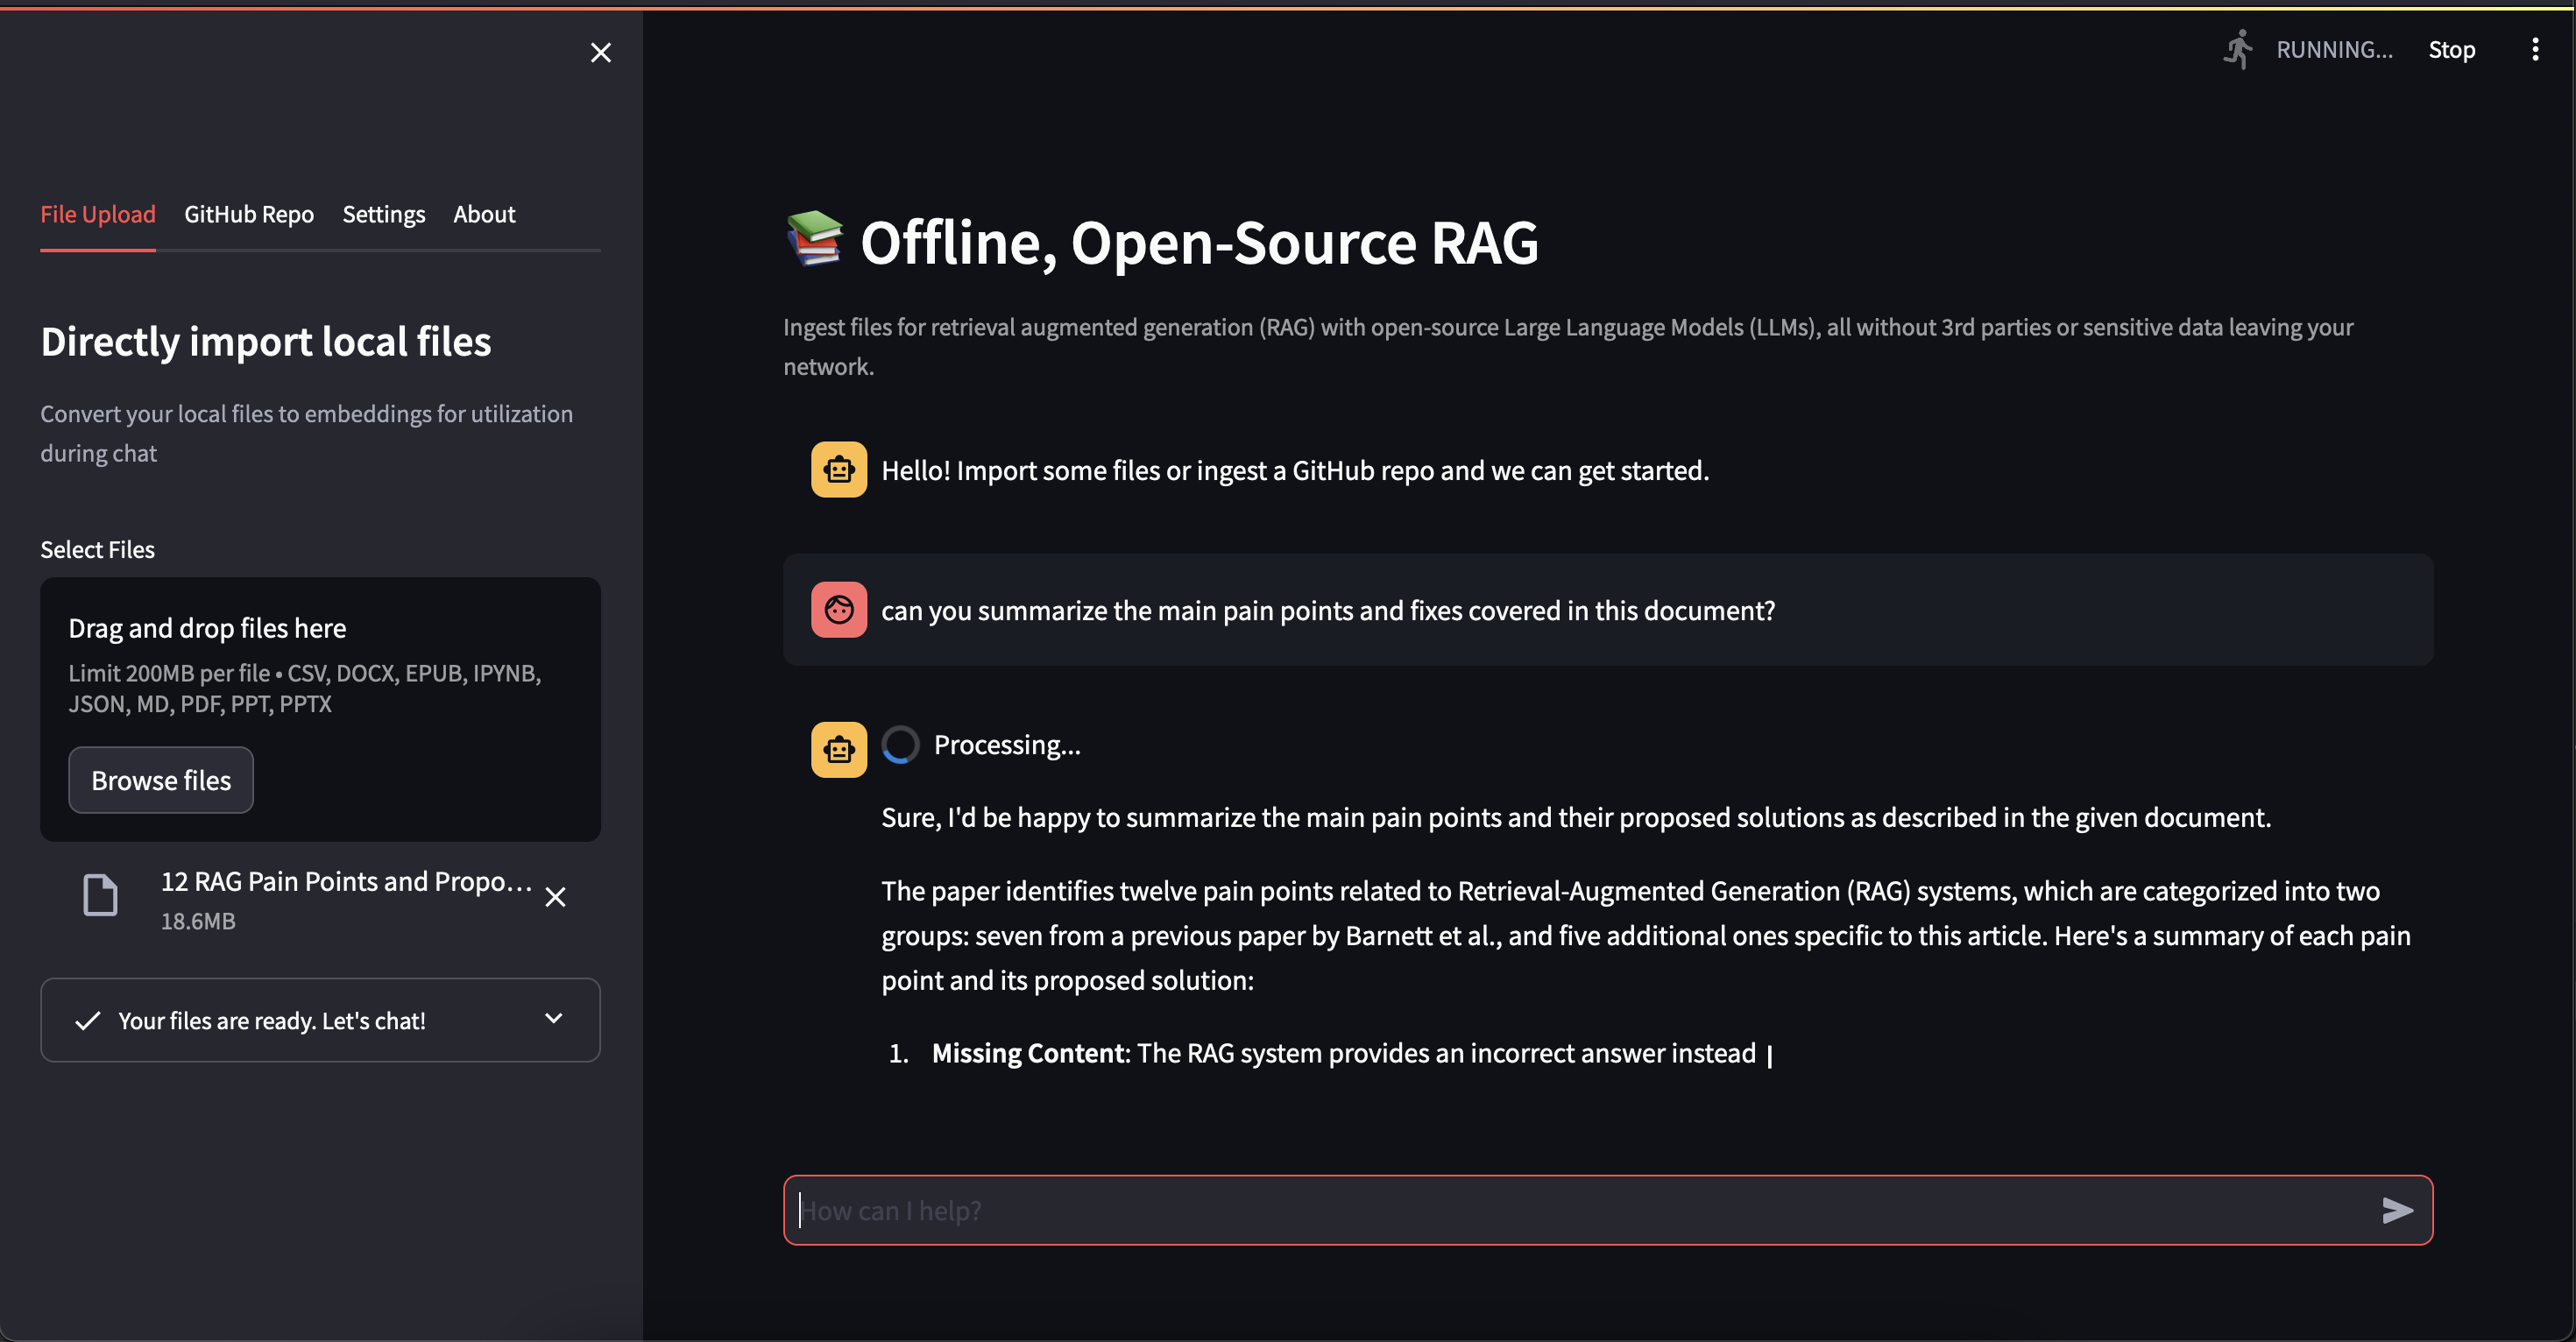 RUNNING...
Stop
File Upload
GitHub Repo
Settings
About
Directly import local files
Convert your local files to embeddings for utilization
during chat
Select Files
Drag and drop files here
Limit 200MB per file • CSV, DOCX, EPUB, IPYNB,
JSON, MD, PDF, PPT, PPTX
Browse files
12 RAG Pain Points and Propo...
18.6MB
Your files are ready. Let's chat!
📚 Offline, Open-Source RAG
Ingest files for retrieval augmented generation (RAG) with open-source Large Language Models (LLMs), all without 3rd parties or sensitive data leaving your
network.
Hello! Import some files or ingest a GitHub repo and we can get started.
can you summarize the main pain points and fixes covered in this document?
Processing...
Sure, I'd be happy to summarize the main pain points and their proposed solutions as described in the given document.
The paper identifies twelve pain points related to Retrieval-Augmented Generation (RAG) systems, which are categorized into two
groups: seven from a previous paper by Barnett et al., and five additional ones specific to this article. Here's a summary of each pain
point and its proposed solution:
1. Missing Content: The RAG system provides an incorrect answer instead
How can I help?